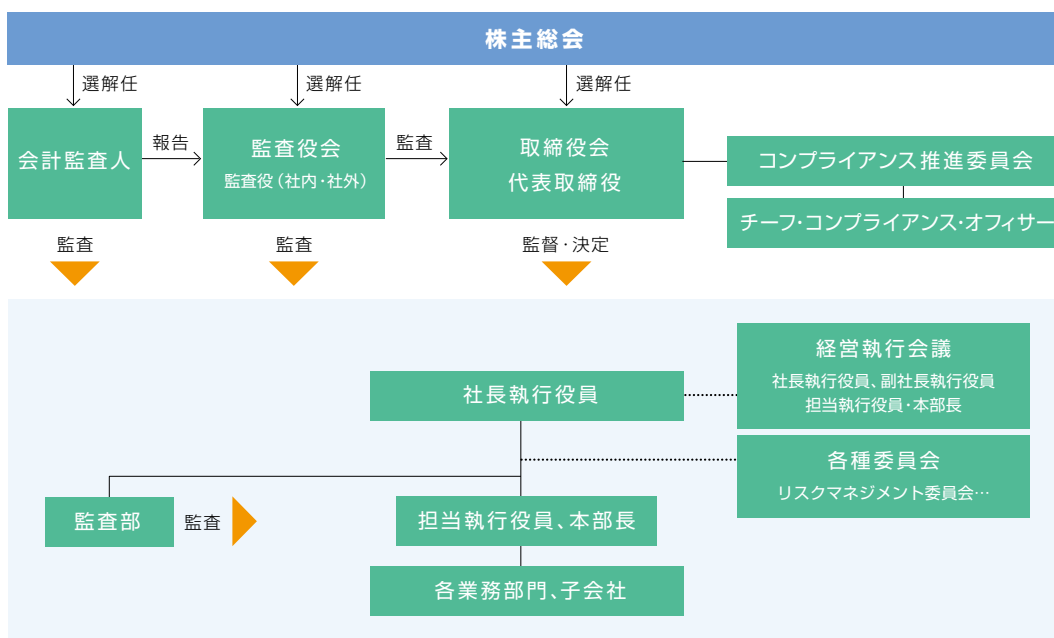 株主総会
選解任
選解任
選解任
会計監査人
報告
監査役会
監査役（社内・社外）
監査
取締役会
代表取締役
コンプライアンス推進委員会
チーフ・コンプライアンス・オフィサー
監査
監査
監督・決定
経営執行会議
社長執行役員、副社長執行役員
担当執行役員・本部長
社長執行役員
各種委員会
リスクマネジメント委員会…
監査部
監査
担当執行役員、本部長
各業務部門、子会社